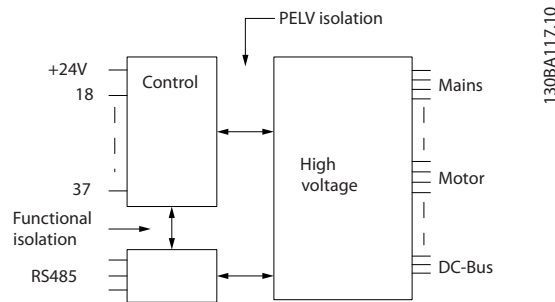 PELV isolation
130BA117.10
+24V
Control
Mains
18
High
voltage
Motor
37
Functional
isolation
RS485
DC-Bus